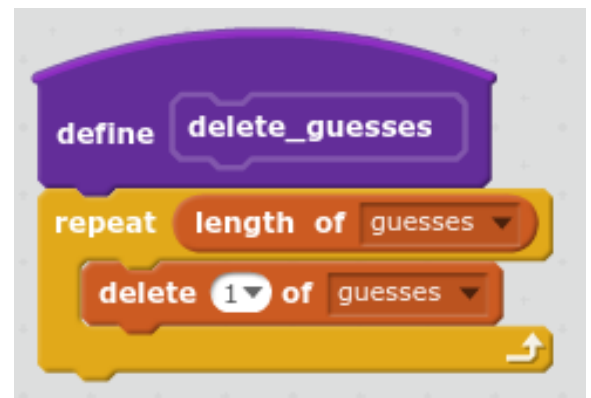 define delete_guesses
repeat length of guesses
delete 1 of guesses